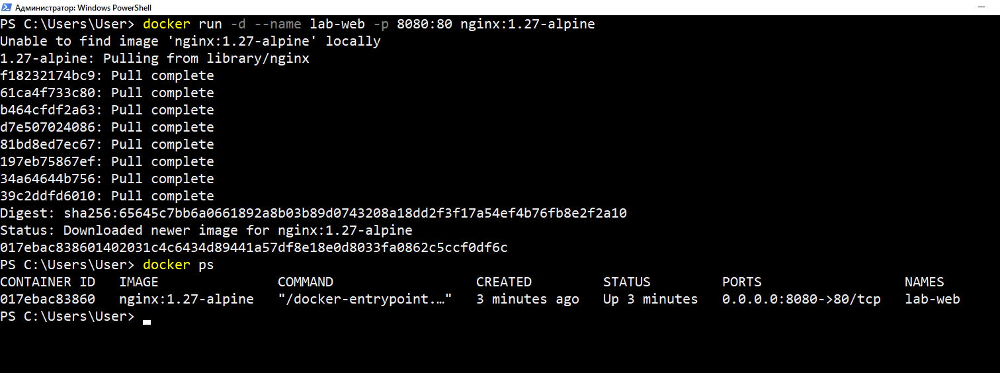 Администратор: Windows PowerShell
PS C:\Users\User> docker run -d --name lab-web -p 8080:80 nginx:1.27-alpine
Unable to find image 'nginx:1.27-alpine' locally
1.27-alpine: Pulling from library/nginx
f18232174bc9: Pull complete
61ca4f733c80: Pull complete
b464cfdf2a63: Pull complete
d7e507024086: Pull complete
81bd8ed7ec67: Pull complete
197eb75867ef: Pull complete
34a64644b756: Pull complete
39c2ddfd6010: Pull complete
Digest: sha256:65645c7bb6a0661892a8b03b89d0743208a18dd2f3f17a54ef4b76fb8e2f2a10
Status: Downloaded newer image for nginx:1.27-alpine
017ebac838601402031c4c6434d89441a57df8e18e0d8033fa0862c5ccf0df6c
PS C:\Users\User> docker ps
CONTAINER ID   IMAGE               COMMAND                  CREATED         STATUS         PORTS                  NAMES
017ebac83860   nginx:1.27-alpine   "/docker-entrypoint.…"   3 minutes ago   Up 3 minutes   0.0.0.0:8080->80/tcp   lab-web
PS C:\Users\User>